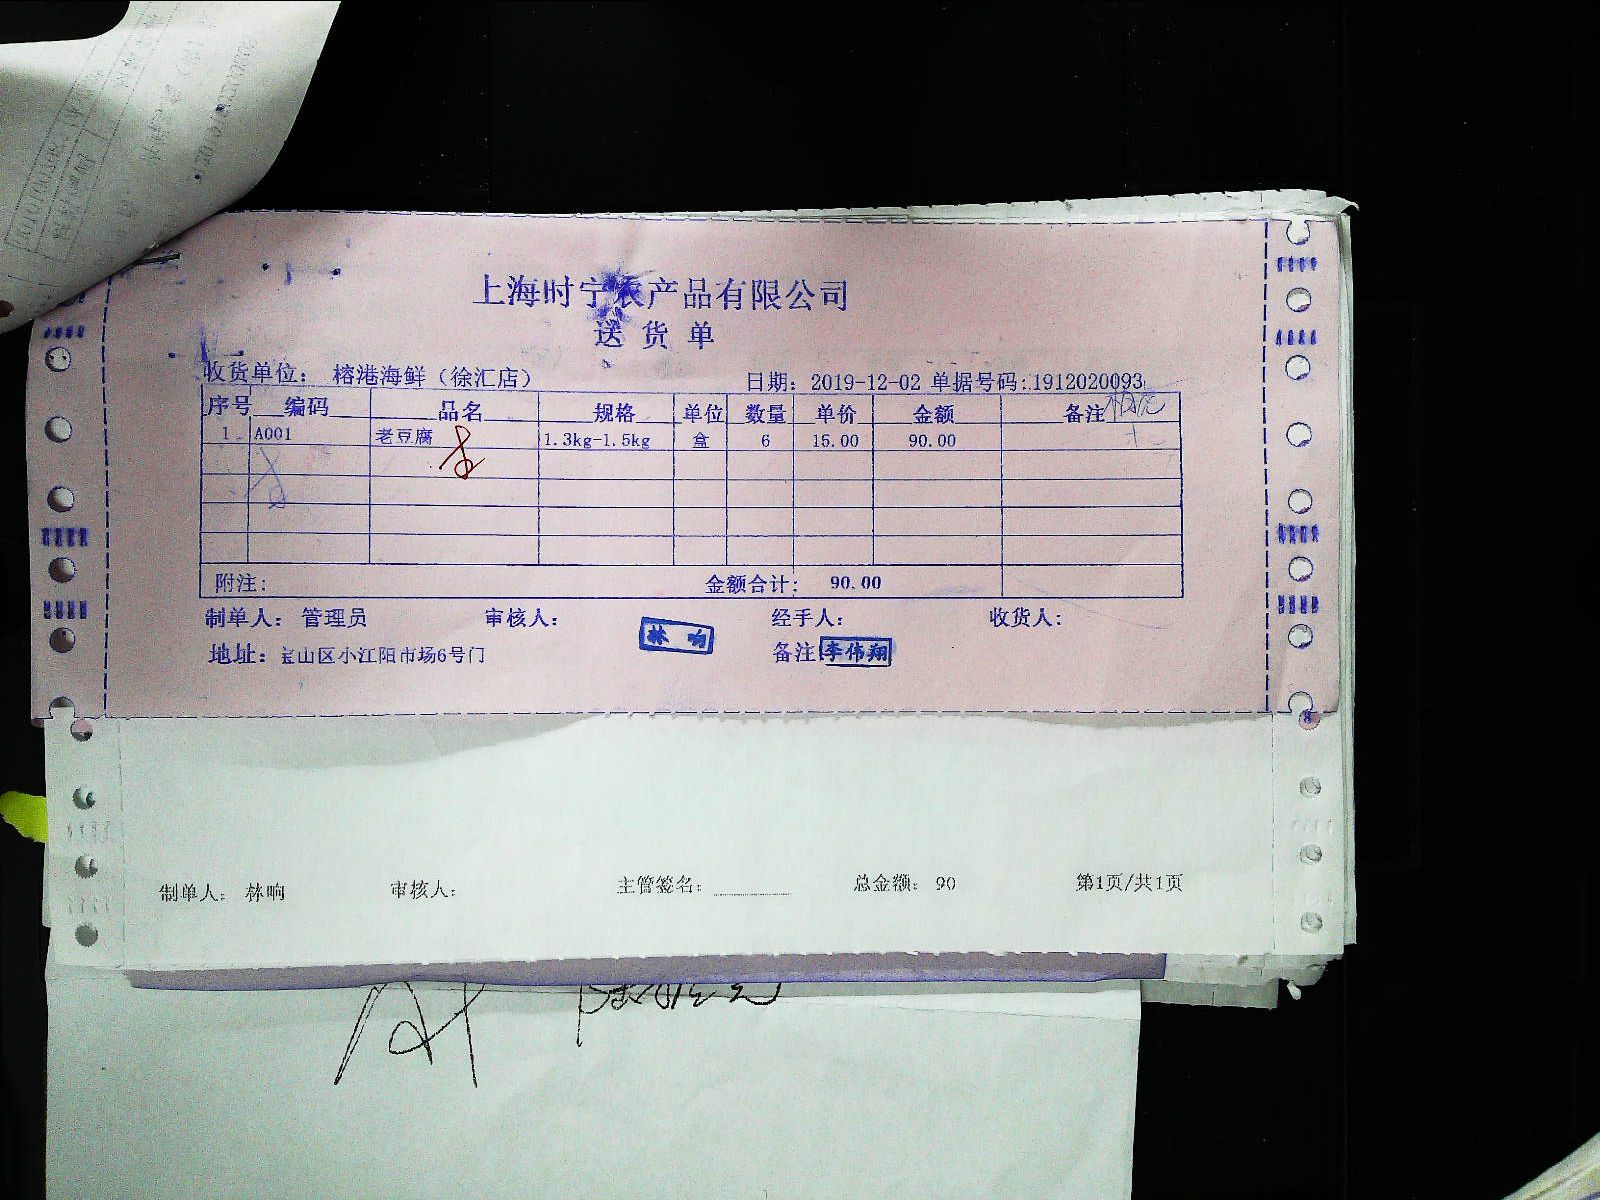 上海时宁农产品有限公司
送货单
收货单位： 榕港海鲜（徐汇店） 日期：2019-12-02 单据号码:1912020093
序号 编码 品名 规格 单位 数量 单价 金额 备注
1 A001 老豆腐 1.3kg-1.5kg 盒 6 15.00 90.00
附注： 金额合计： 90.00
制单人： 管理员 审核人： 经手人： 收货人：
林响
地址：宝山区小江阳市场6号门 备注 李伟翔
制单人： 林响 审核人： 主管签名： 总金额： 90 第1页/共1页